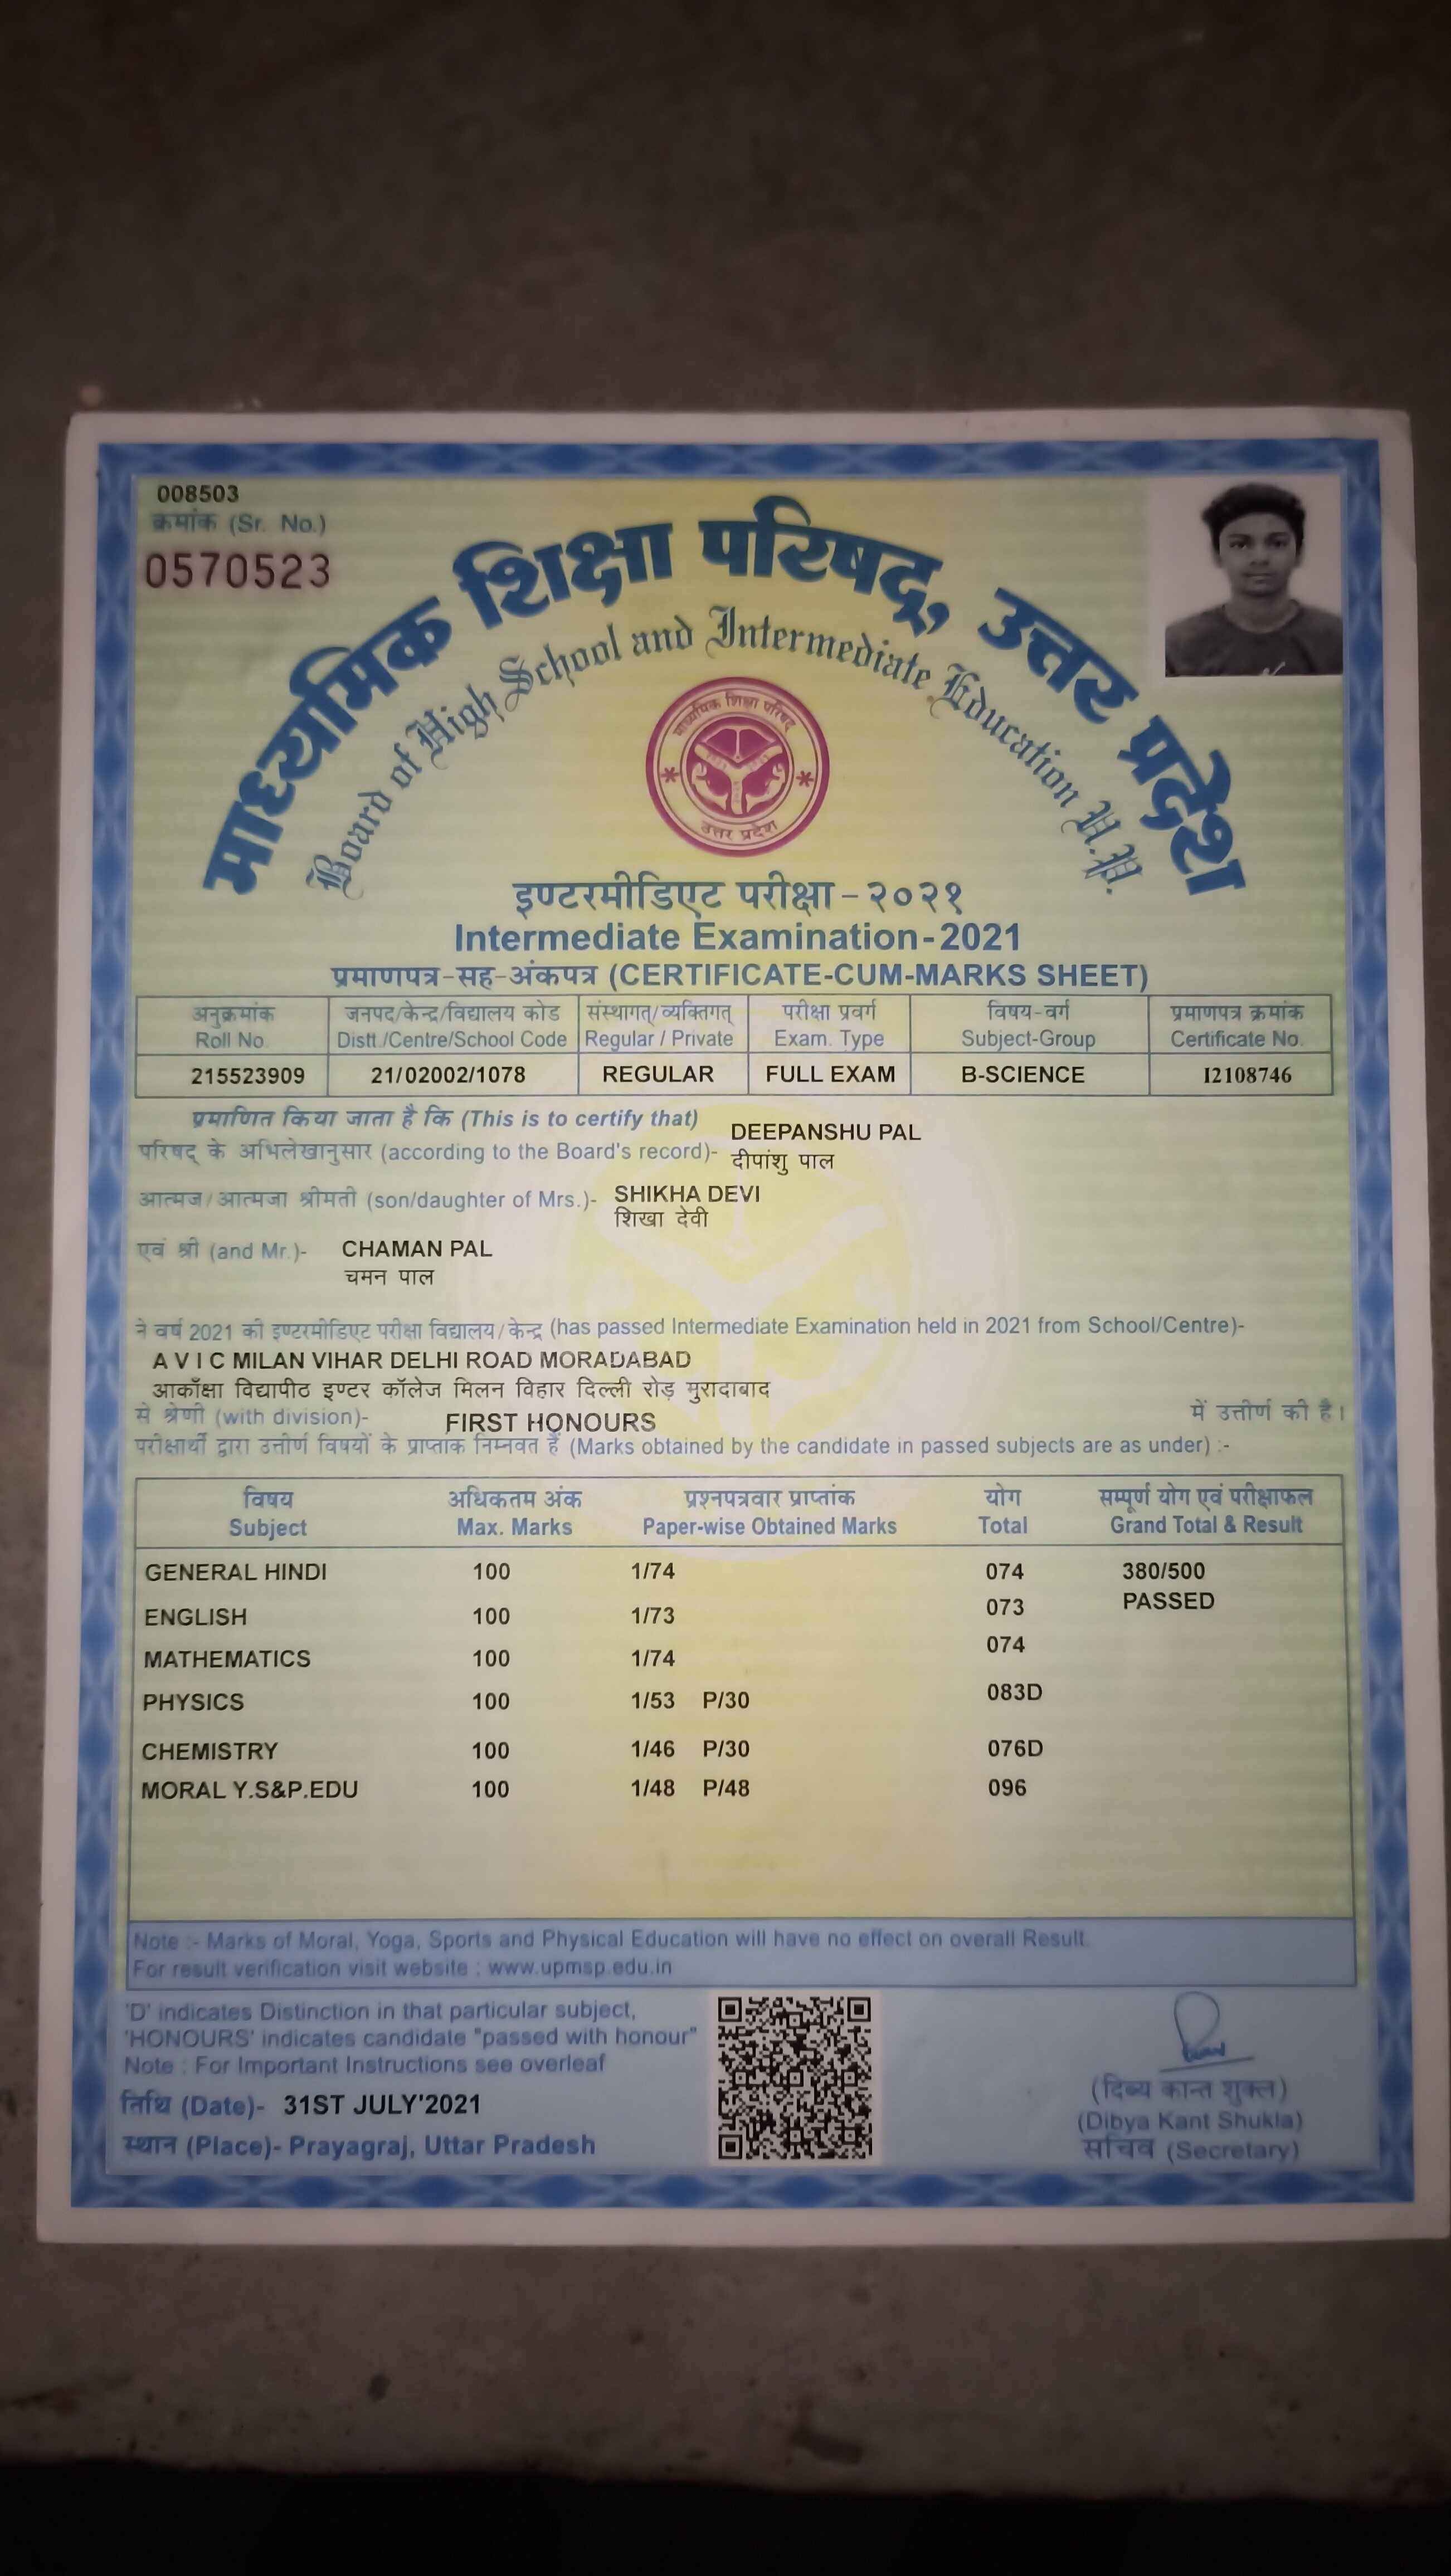 008503
क्रमांक (Sr. No.)
0570523
माध्यमिक शिक्षा परिषद्, उत्तर प्रदेश
Board of High School and Intermediate Education U.P.
माध्यमिक शिक्षा परिषद्
उत्तर प्रदेश
इण्टरमीडिएट परीक्षा-२०२१
Intermediate Examination-2021
प्रमाणपत्र-सह-अंकपत्र (CERTIFICATE-CUM-MARKS SHEET)
अनुक्रमांक जनपद/केन्द्र/विद्यालय कोड संस्थागत्/व्यक्तिगत् परीक्षा प्रवर्ग विषय-वर्ग प्रमाणपत्र क्रमांक
Roll No. Distt./Centre/School Code Regular / Private Exam. Type Subject-Group Certificate No.
215523909 21/02002/1078 REGULAR FULL EXAM B-SCIENCE I2108746
प्रमाणित किया जाता है कि (This is to certify that)
परिषद् के अभिलेखानुसार (according to the Board's record)- DEEPANSHU PAL
दीपांशु पाल
आत्मज/आत्मजा श्रीमती (son/daughter of Mrs.)- SHIKHA DEVI
शिखा देवी
एवं श्री (and Mr.)- CHAMAN PAL
चमन पाल
ने वर्ष 2021 की इण्टरमीडिएट परीक्षा विद्यालय/केन्द्र (has passed Intermediate Examination held in 2021 from School/Centre)-
A V I C MILAN VIHAR DELHI ROAD MORADABAD
आकाँक्षा विद्यापीठ इण्टर कॉलेज मिलन विहार दिल्ली रोड़ मुरादाबाद
से श्रेणी (with division)- FIRST HONOURS में उत्तीर्ण की है।
परीक्षार्थी द्वारा उत्तीर्ण विषयों के प्राप्तांक निम्नवत हैं (Marks obtained by the candidate in passed subjects are as under) :-
विषय अधिकतम अंक प्रश्नपत्रवार प्राप्तांक योग सम्पूर्ण योग एवं परीक्षाफल
Subject Max. Marks Paper-wise Obtained Marks Total Grand Total & Result
GENERAL HINDI 100 1/74 074 380/500
PASSED
ENGLISH 100 1/73 073
MATHEMATICS 100 1/74 074
PHYSICS 100 1/53 P/30 083D
CHEMISTRY 100 1/46 P/30 076D
MORAL Y.S&P.EDU 100 1/48 P/48 096
Note :- Marks of Moral, Yoga, Sports and Physical Education will have no effect on overall Result.
For result verification visit website : www.upmsp.edu.in
'D' indicates Distinction in that particular subject,
'HONOURS' indicates candidate "passed with honour"
Note : For Important Instructions see overleaf
तिथि (Date)- 31ST JULY'2021
स्थान (Place)- Prayagraj, Uttar Pradesh
(दिब्य कान्त शुक्ल)
(Dibya Kant Shukla)
सचिव (Secretary)